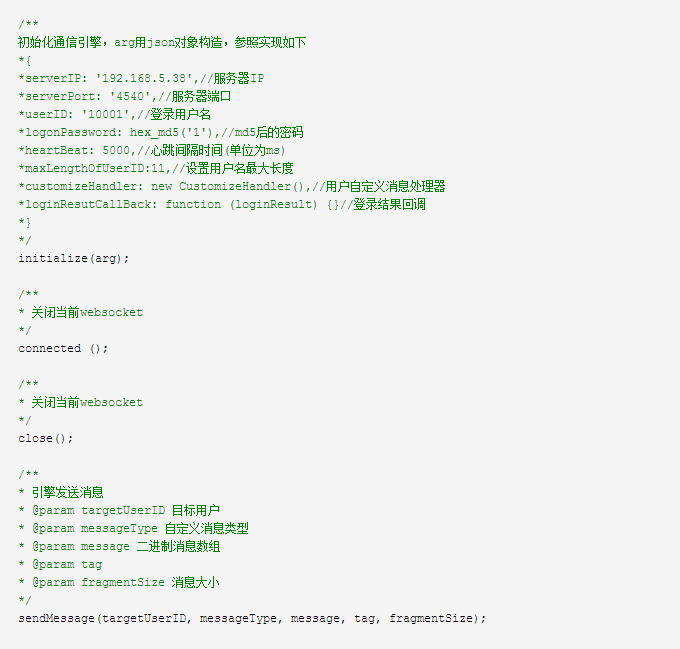 /**
初始化通信引擎，arg用json对象构造，参照实现如下
*{
*serverIP: '192.168.5.38',//服务器IP
*serverPort: '4540',//服务器端口
*userID: '10001',//登录用户名
*logonPassword: hex_md5('1'),//md5后的密码
*heartBeat: 5000,//心跳间隔时间(单位为ms)
*maxLengthOfUserID:11,//设置用户名最大长度
*customizeHandler: new CustomizeHandler(),//用户自定义消息处理器
*loginResutCallBack: function (loginResult) {}//登录结果回调
*}
*/
initialize(arg);
/**
* 关闭当前websocket
*/
connected ();
/**
* 关闭当前websocket
*/
close();
/**
* 引擎发送消息
* @param targetUserID 目标用户
* @param messageType 自定义消息类型
* @param message 二进制消息数组
* @param tag
* @param fragmentSize 消息大小
*/
sendMessage(targetUserID, messageType, message, tag, fragmentSize);